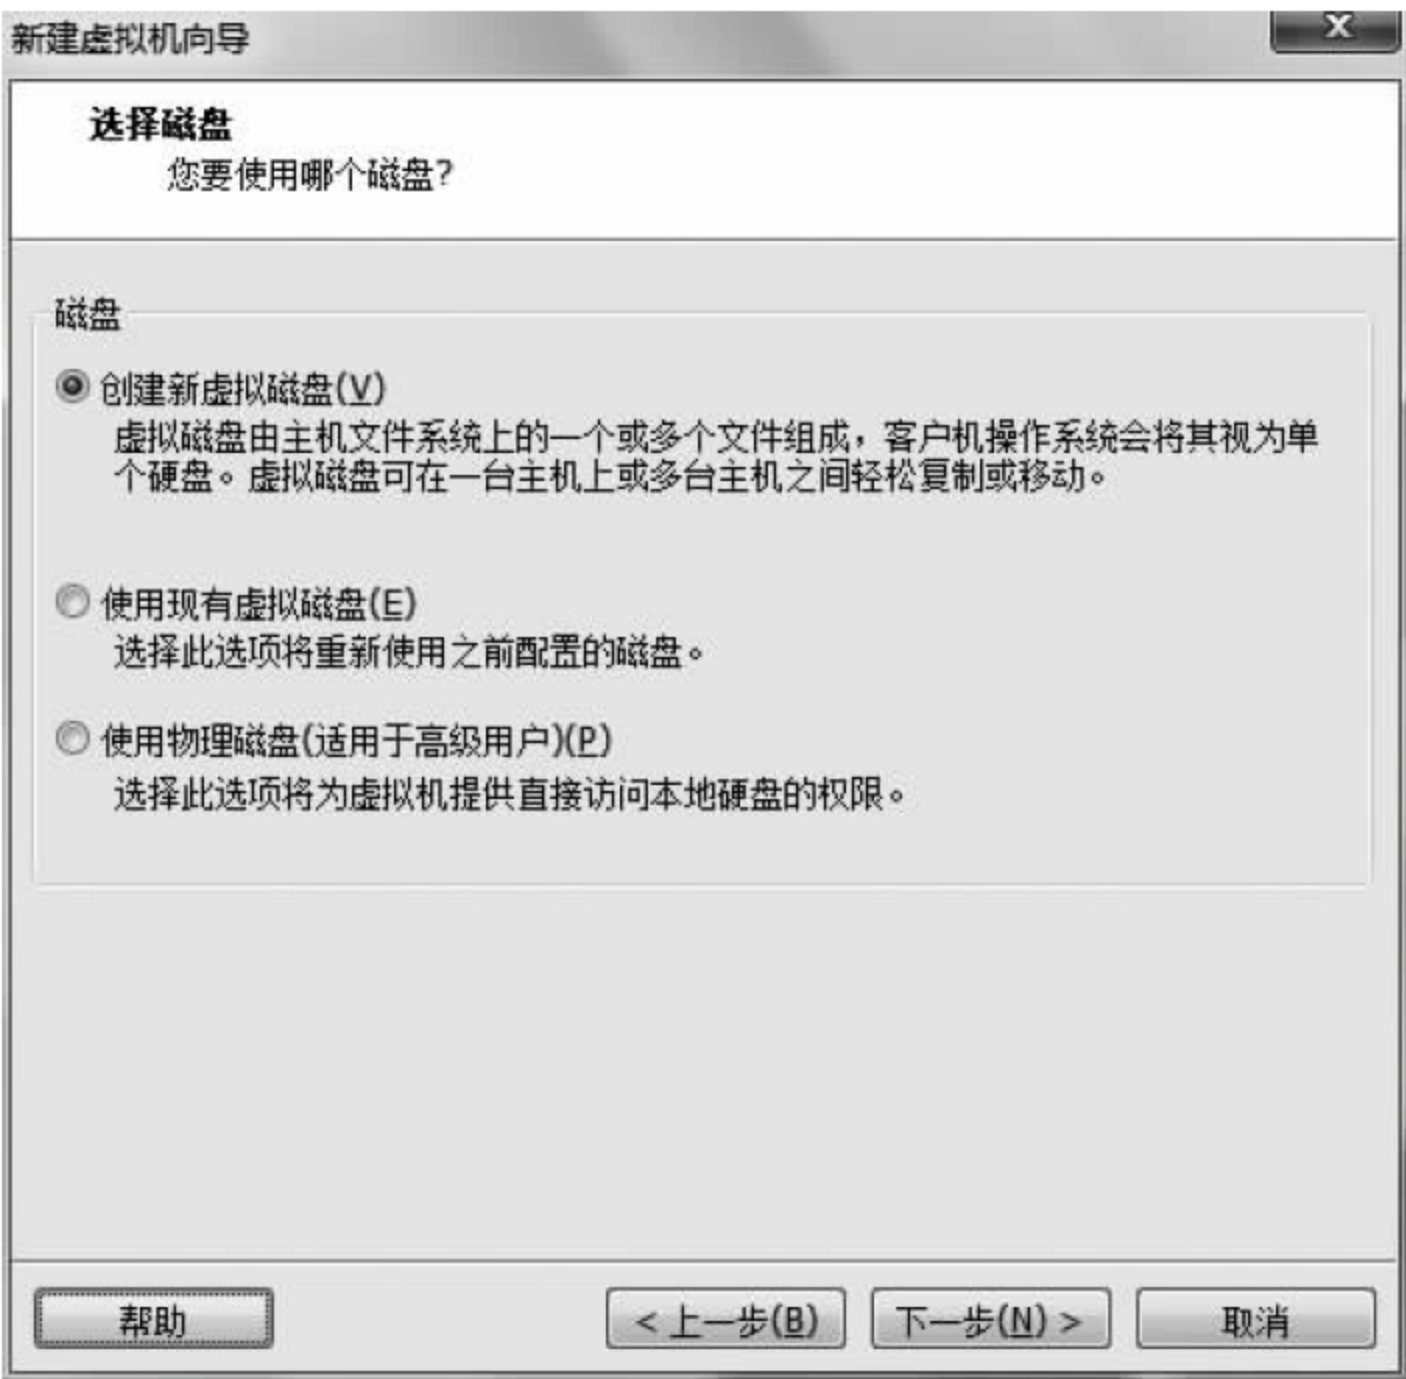 新建虚拟机向导
选择磁盘
您要使用哪个磁盘?
磁盘
创建新虚拟磁盘(V)
虚拟磁盘由主机文件系统上的一个或多个文件组成，客户机操作系统会将其视为单
个硬盘。虚拟磁盘可在一台主机上或多台主机之间轻松复制或移动。
使用现有虚拟磁盘(E)
选择此选项将重新使用之前配置的磁盘。
使用物理磁盘(适用于高级用户)(P)
选择此选项将为虚拟机提供直接访问本地硬盘的权限。
帮助
< 上一步(B)
下一步(N) >
取消